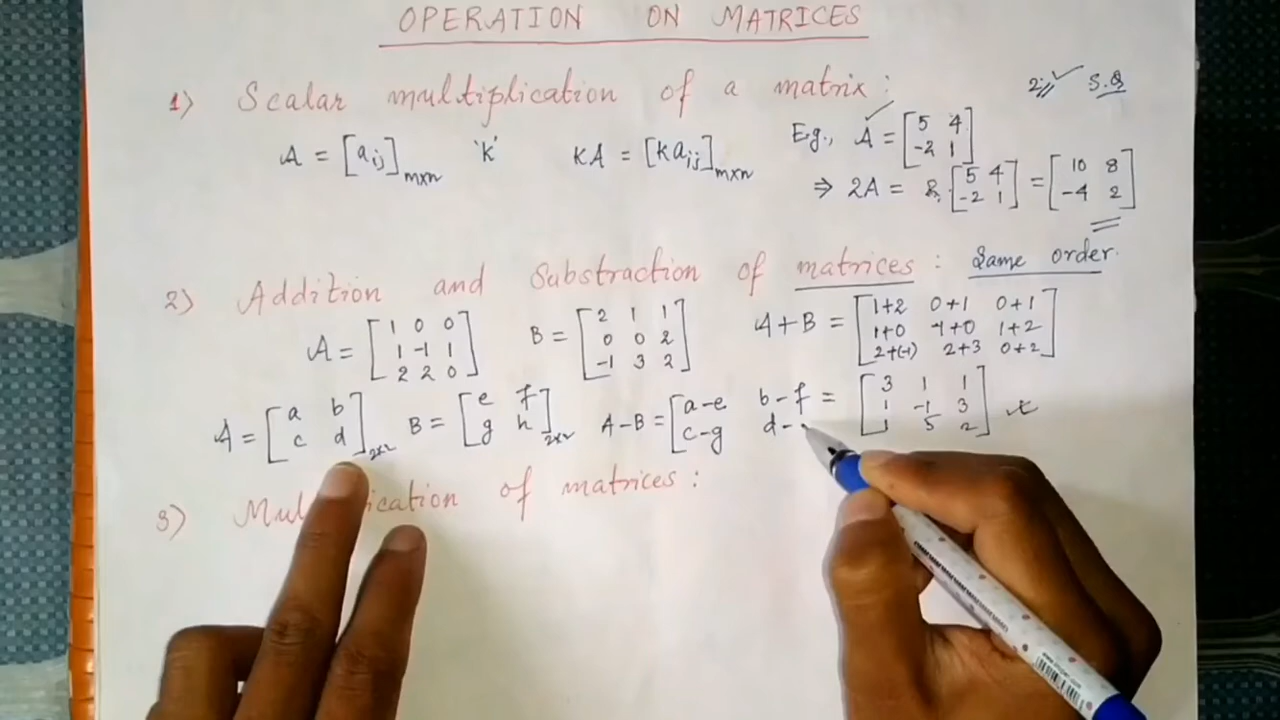 OPERATION ON MATRICES
1) Scalar multiplication of a matrix : 2 ✓ S.Q
A = [aij]m×n 'K' KA = [kaij]m×n Eg., A = [5 4
-2 1]
⇒ 2A = 2 [5 4
-2 1] = [10 8
-4 2]
2) Addition and Substraction of matrices : Same order.
A = [1 0 0
1 -1 1
2 2 0] B = [2 1 1
0 0 2
-1 3 2] A+B = [1+2 0+1 0+1
1+0 -1+0 1+2
2+(-1) 2+3 0+2]
= [3 1 1
1 -1 3
1 5 2]
A = [a b
c d]2×2 B = [e f
g h]2×2 A-B = [a-e b-f
c-g d-
3) Mul ication of matrices :